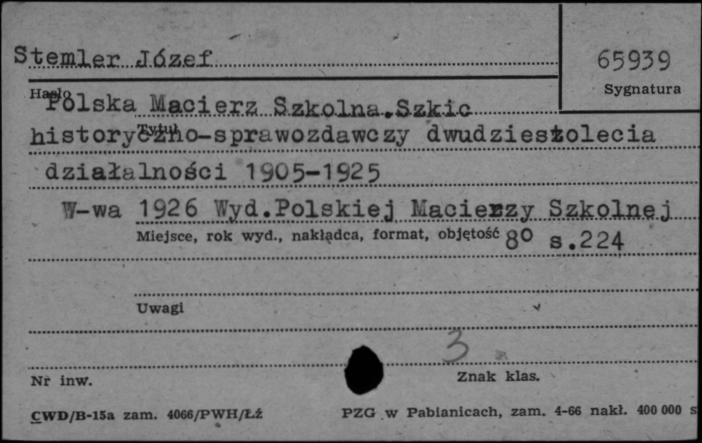 Stemler Józef
65939
Sygnatura
Hasło
Polska Macierz Szkolna.Szkic
Tytuł
historyczno-sprawozdawczy dwudziestolecia
działalności 1905-1925
W-wa 1926 Wyd.Polskiej Macierzy Szkolnej
Miejsce, rok wyd., nakładca, format, objętość 8° s.224
Uwagi
3
Nr inw.
Znak klas.
CWD/B-15a zam. 4066/PWH/Łź
PZG w Pabianicach, zam. 4-66 nakł. 400 000 s